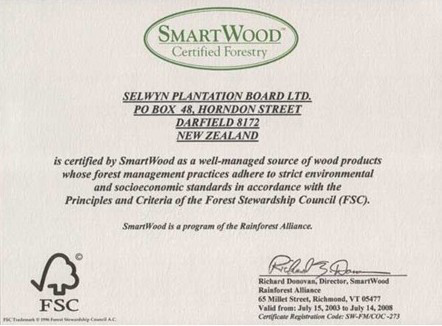 SMARTWOOD
Certified Forestry
SELWYN PLANTATION BOARD LTD.
PO BOX 48, HORNDON STREET
DARFIELD 8172
NEW ZEALAND
is certified by SmartWood as a well-managed source of wood products
whose forest management practices adhere to strict environmental
and socioeconomic standards in accordance with the
Principles and Criteria of the Forest Stewardship Council (FSC).
SmartWood is a program of the Rainforest Alliance.
Richard Donovan, Director, SmartWood
Rainforest Alliance
65 Millet Street, Richmond, VT 05477
Valid from: July 15, 2003 to July 14, 2008
Certificate Registration Code: SW-FM/COC -273
FSC
FSC Trademark © 1996 Forest Stewardship Council A.C.